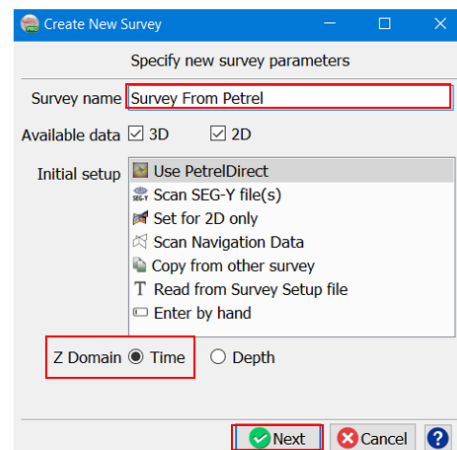 Create New Survey
Specify new survey parameters
Survey name Survey From Petrel
Available data 3D 2D
Initial setup Use PetrelDirect
SEG-Y Scan SEG-Y file(s)
Set for 2D only
Scan Navigation Data
Copy from other survey
T Read from Survey Setup file
Enter by hand
Z Domain Time Depth
Next Cancel ?